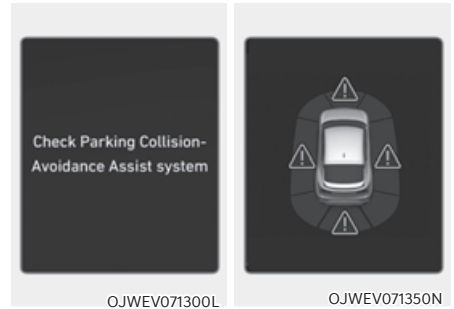 Check Parking Collision-
Avoidance Assist system
OJWEV071300L
OJWEV071350N